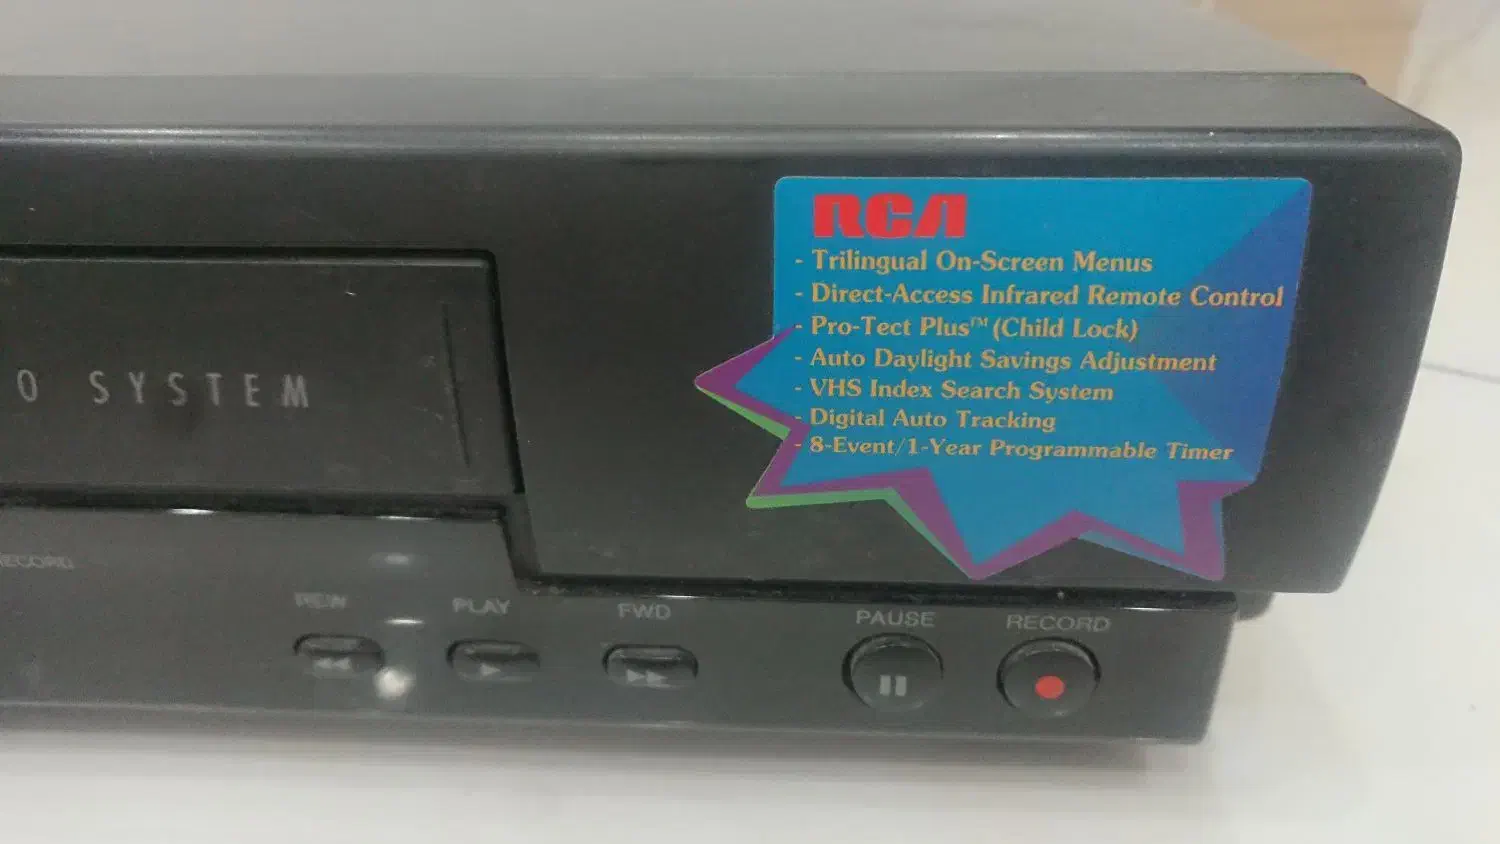 RCA
- Trilingual On-Screen Menus
- Direct-Access Infrared Remote Control
- Pro-Tect Plus™ (Child Lock)
- Auto Daylight Savings Adjustment
- VHS Index Search System
- Digital Auto Tracking
- 8-Event/1-Year Programmable Timer
O SYSTEM
ECORD
REW PLAY FWD PAUSE RECORD